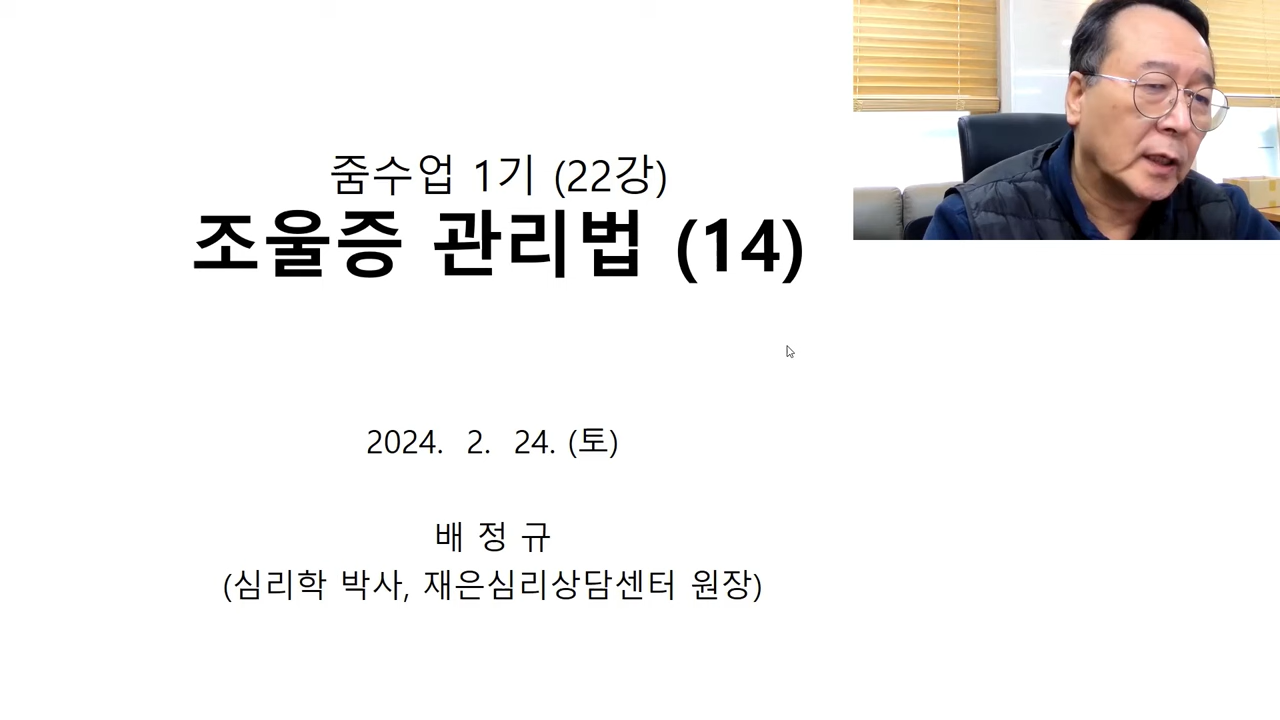 줌수업 1기 (22강)
조울증 관리법 (14)
2024. 2. 24. (토)
배 정 규
(심리학 박사, 재은심리상담센터 원장)